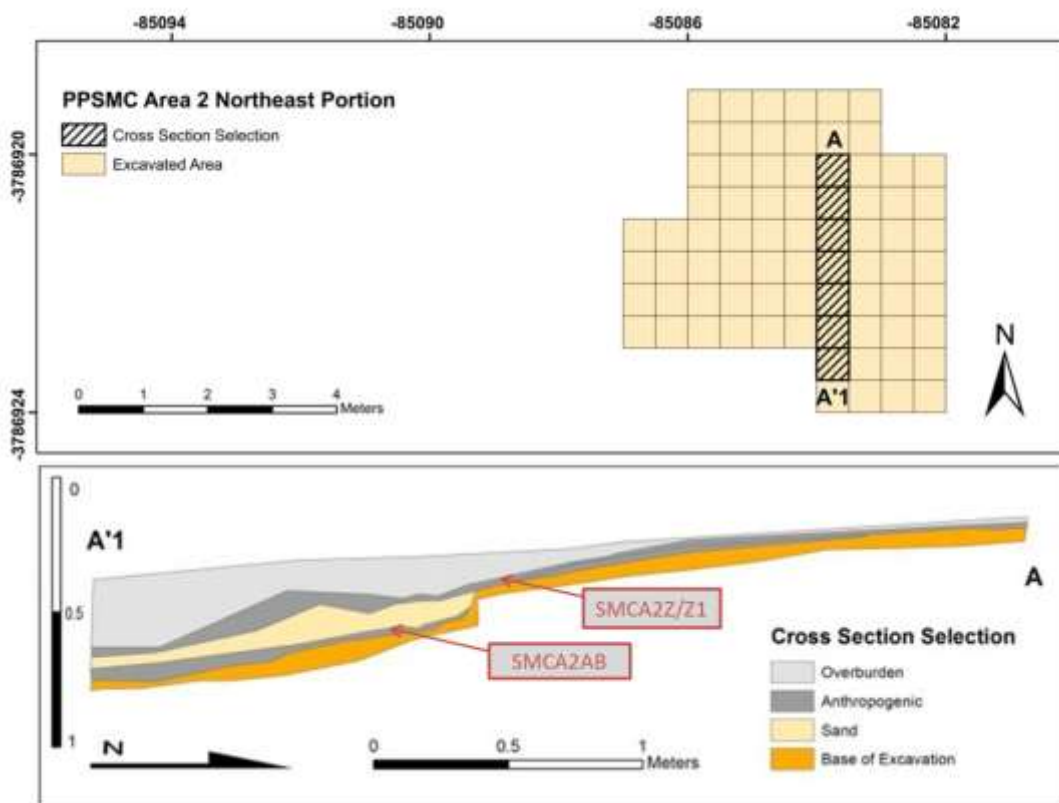 -85094 -85090 -85086 -85082
-3786920
-3786924
PPSMC Area 2 Northeast Portion
Cross Section Selection
Excavated Area
A
A'1
N
0 1 2 3 4
Meters
0
0.5
1
A'1
A
SMCA2Z/Z1
SMCA2AB
N
0 0.5 1
Meters
Cross Section Selection
Overburden
Anthropogenic
Sand
Base of Excavation